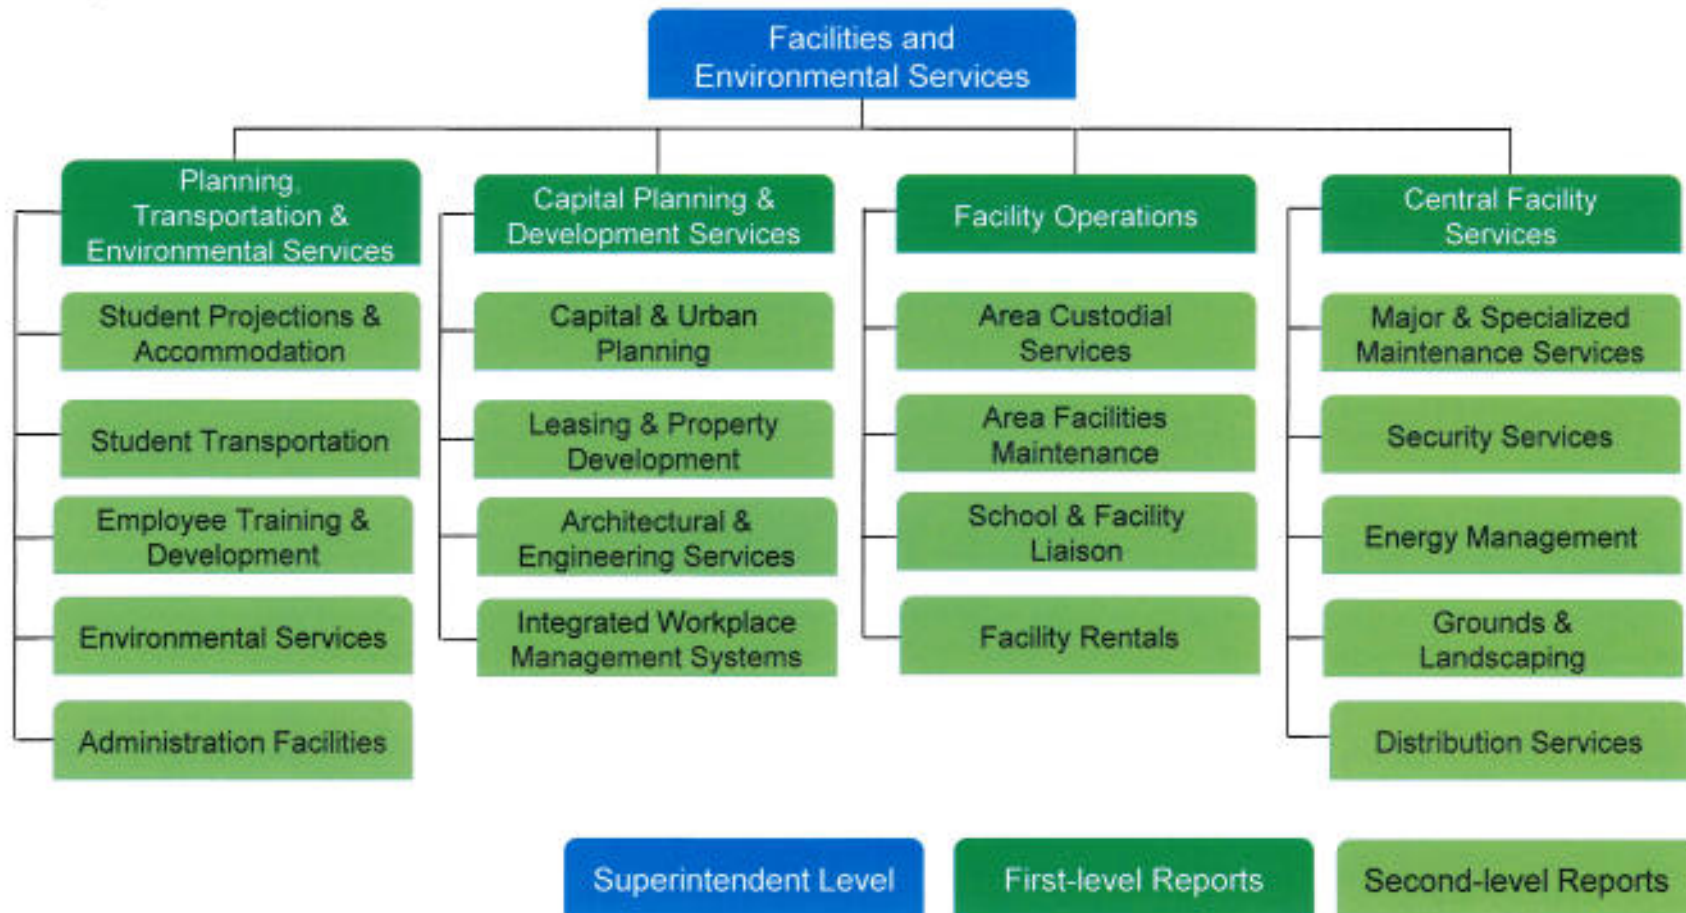 Facilities and
Environmental Services
Planning,
Transportation &
Environmental Services
Student Projections &
Accommodation
Student Transportation
Employee Training &
Development
Environmental Services
Administration Facilities
Capital Planning &
Development Services
Capital & Urban
Planning
Leasing & Property
Development
Architectural &
Engineering Services
Integrated Workplace
Management Systems
Facility Operations
Area Custodial
Services
Area Facilities
Maintenance
School & Facility
Liaison
Facility Rentals
Central Facility
Services
Major & Specialized
Maintenance Services
Security Services
Energy Management
Grounds &
Landscaping
Distribution Services
Superintendent Level
First-level Reports
Second-level Reports